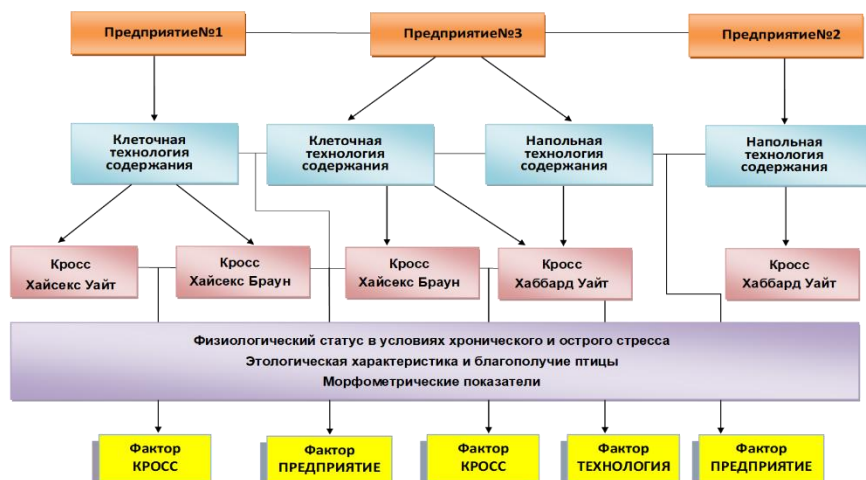 Предприятие№1
Предприятие№3
Предприятие№2
Клеточная
технология
содержания
Клеточная
технология
содержания
Напольная
технология
содержания
Напольная
технология
содержания
Кросс
Хайсекс Уайт
Кросс
Хайсекс Браун
Кросс
Хайсекс Браун
Кросс
Хаббард Уайт
Кросс
Хаббард Уайт
Физиологический статус в условиях хронического и острого стресса
Этологическая характеристика и благополучие птицы
Морфометрические показатели
Фактор
КРОСС
Фактор
ПРЕДПРИЯТИЕ
Фактор
КРОСС
Фактор
ТЕХНОЛОГИЯ
Фактор
ПРЕДПРИЯТИЕ